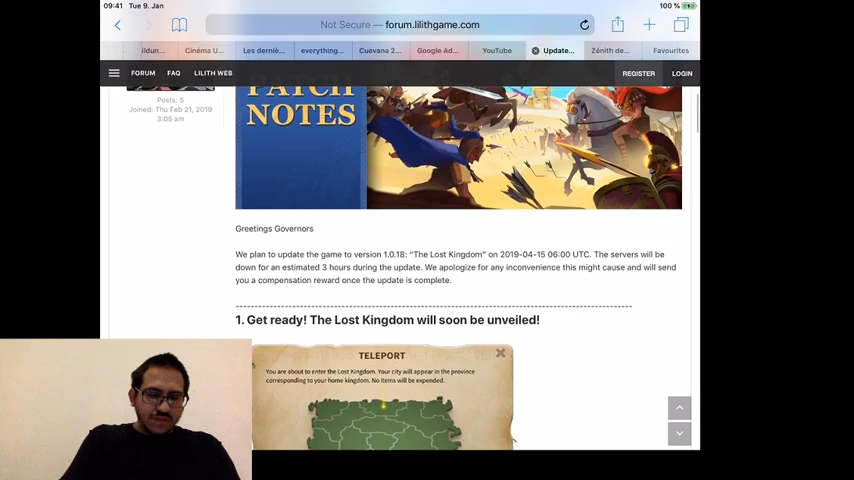 09:41 Tue 9. Jan
100 %
Not Secure — forum.lilithgame.com
ildun...
Cinéma U...
Les derniè...
everything...
Cuevana 2...
Google Ad...
YouTube
Update...
Zénith de...
Favourites
FORUM
FAQ
LILITH WEB
REGISTER
LOGIN
Posts: 5
Joined: Thu Feb 21, 2019
3:05 am
PATCH
NOTES
Greetings Governors
We plan to update the game to version 1.0.18: “The Lost Kingdom” on 2019-04-15 06:00 UTC. The servers will be
down for an estimated 3 hours during the update. We apologize for any inconvenience this might cause and will send
you a compensation reward once the update is complete.
1. Get ready! The Lost Kingdom will soon be unveiled!
TELEPORT
You are about to enter the Lost Kingdom. Your city will appear in the province
corresponding to your home kingdom. No items will be expended.